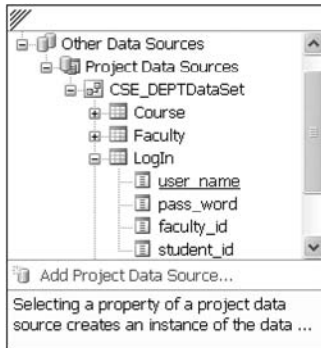 Other Data Sources
Project Data Sources
CSE_DEPTDataSet
Course
Faculty
LogIn
user_name
pass_word
faculty_id
student_id
Add Project Data Source...
Selecting a property of a project data
source creates an instance of the data ...